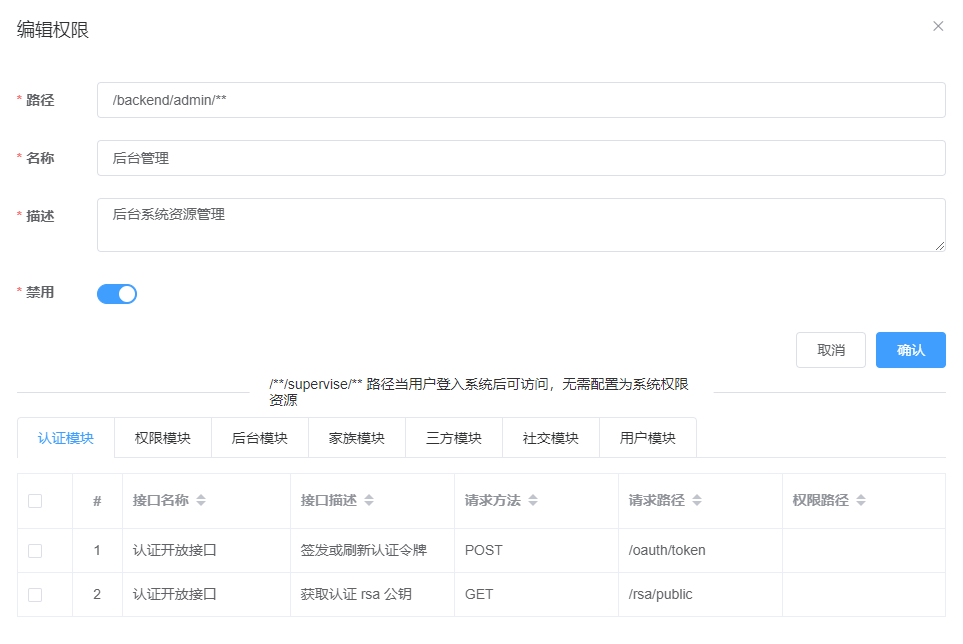 编辑权限
* 路径 /backend/admin/**
* 名称 后台管理
* 描述 后台系统资源管理
* 禁用
取消 确认
/**/supervise/** 路径当用户登入系统后可访问，无需配置为系统权限
资源
认证模块 权限模块 后台模块 家族模块 三方模块 社交模块 用户模块
# 接口名称 接口描述 请求方法 请求路径 权限路径
1 认证开放接口 签发或刷新认证令牌 POST /oauth/token
2 认证开放接口 获取认证 rsa 公钥 GET /rsa/public